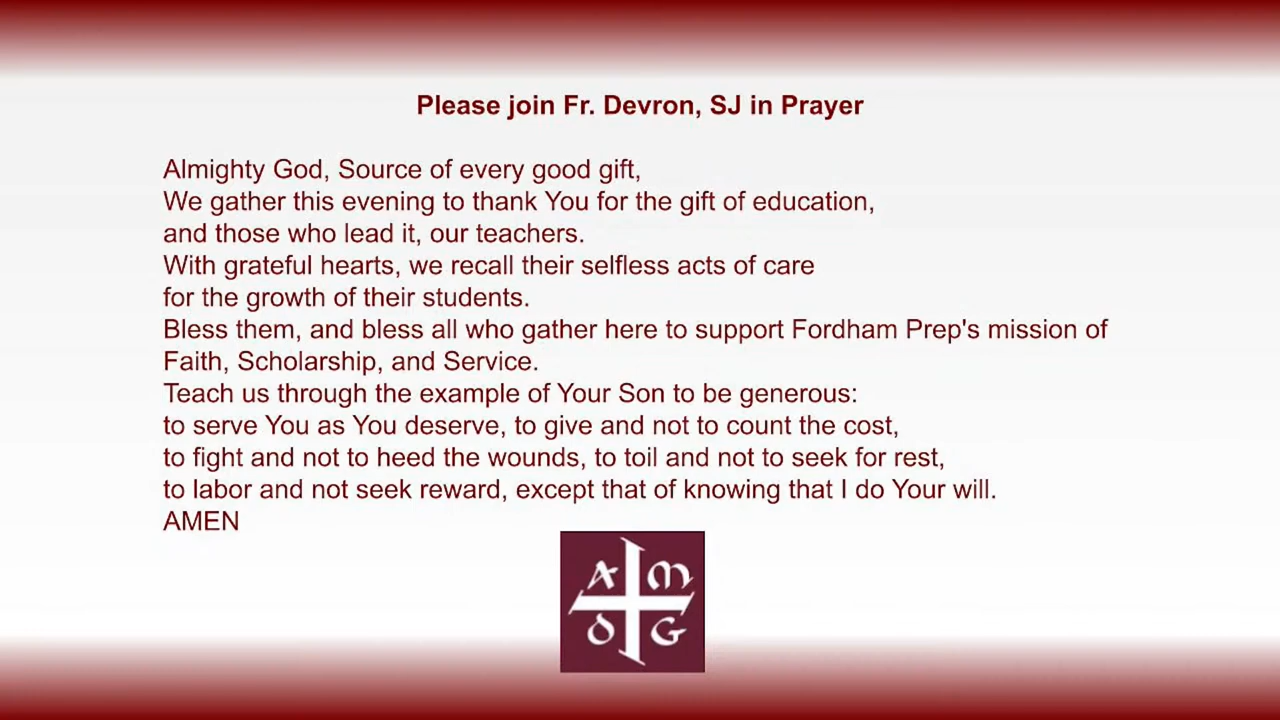 Please join Fr. Devron, SJ in Prayer
Almighty God, Source of every good gift,
We gather this evening to thank You for the gift of education,
and those who lead it, our teachers.
With grateful hearts, we recall their selfless acts of care
for the growth of their students.
Bless them, and bless all who gather here to support Fordham Prep's mission of
Faith, Scholarship, and Service.
Teach us through the example of Your Son to be generous:
to serve You as You deserve, to give and not to count the cost,
to fight and not to heed the wounds, to toil and not to seek for rest,
to labor and not seek reward, except that of knowing that I do Your will.
AMEN
A M
D G